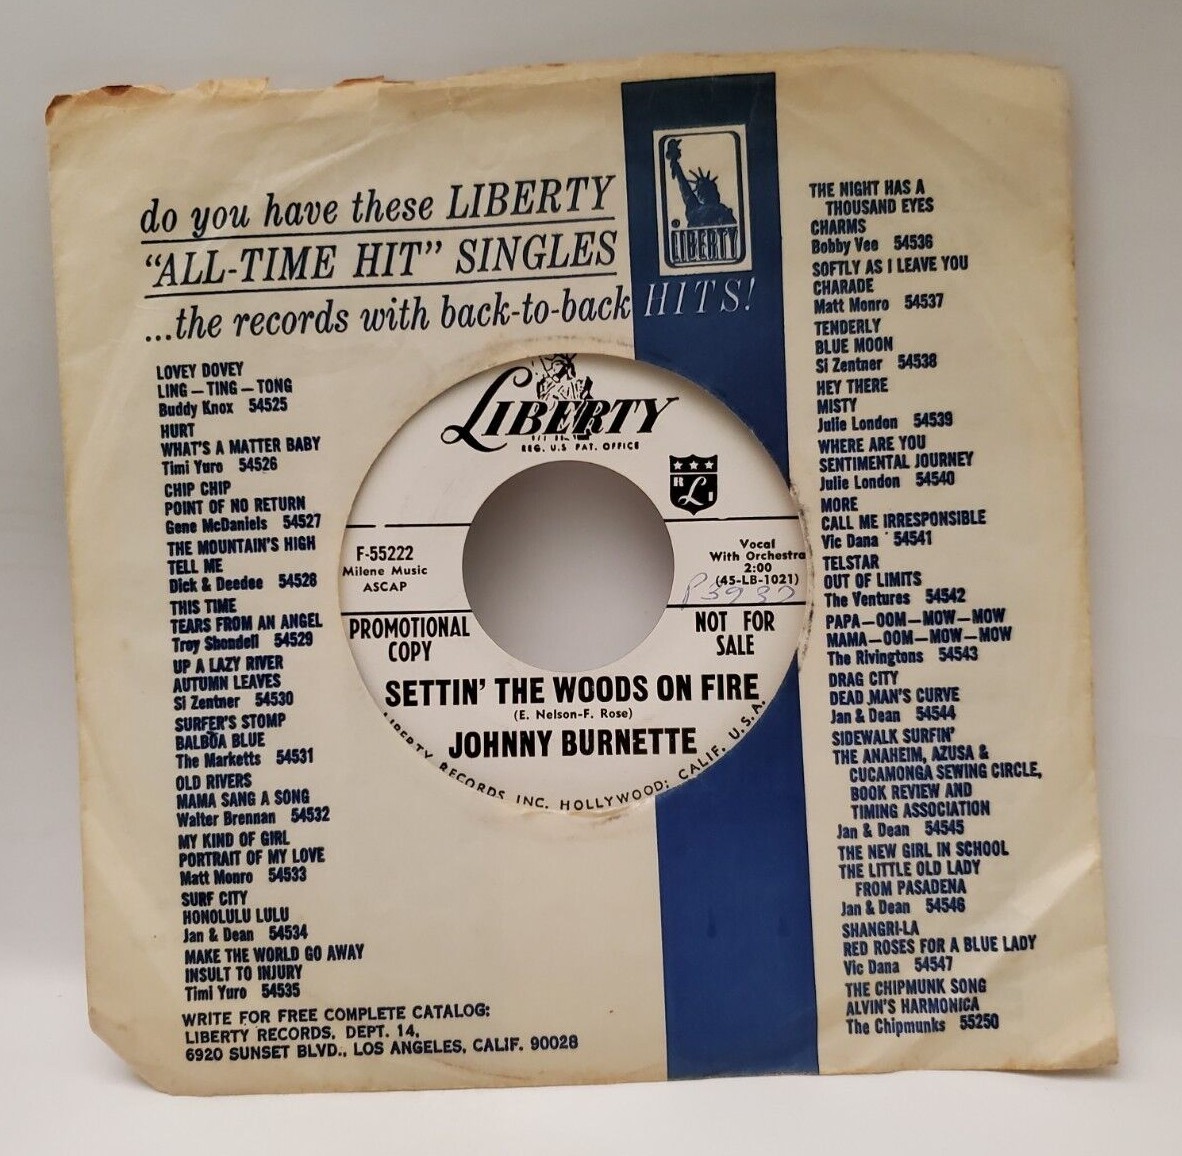 do you have these LIBERTY
"ALL-TIME HIT" SINGLES
...the records with back-to-back HITS!
LIBERTY
LOVEY DOVEY
LING – TING – TONG
Buddy Knox 54525
HURT
WHAT'S A MATTER BABY
Timi Yuro 54526
CHIP CHIP
POINT OF NO RETURN
Gene McDaniels 54527
THE MOUNTAIN'S HIGH
TELL ME
Dick & Deedee 54528
THIS TIME
TEARS FROM AN ANGEL
Troy Shondell 54529
UP A LAZY RIVER
AUTUMN LEAVES
Si Zentner 54530
SURFER'S STOMP
BALBOA BLUE
The Marketts 54531
OLD RIVERS
MAMA SANG A SONG
Walter Brennan 54532
MY KIND OF GIRL
PORTRAIT OF MY LOVE
Matt Monro 54533
SURF CITY
HONOLULU LULU
Jan & Dean 54534
MAKE THE WORLD GO AWAY
INSULT TO INJURY
Timi Yuro 54535
WRITE FOR FREE COMPLETE CATALOG:
LIBERTY RECORDS, DEPT. 14,
6920 SUNSET BLVD., LOS ANGELES, CALIF. 90028
LIBERTY
REG. U.S. PAT. OFFICE
R L I
F-55222
Milene Music
ASCAP
Vocal
With Orchestra
2:00
(45-LB-1021)
PROMOTIONAL
COPY
NOT FOR
SALE
SETTIN' THE WOODS ON FIRE
(E. Nelson-F. Rose)
JOHNNY BURNETTE
LIBERTY RECORDS INC. HOLLYWOOD; CALIF. U.S.A.
THE NIGHT HAS A
THOUSAND EYES
CHARMS
Bobby Vee 54536
SOFTLY AS I LEAVE YOU
CHARADE
Matt Monro 54537
TENDERLY
BLUE MOON
Si Zentner 54538
HEY THERE
MISTY
Julie London 54539
WHERE ARE YOU
SENTIMENTAL JOURNEY
Julie London 54540
MORE
CALL ME IRRESPONSIBLE
Vic Dana 54541
TELSTAR
OUT OF LIMITS
The Ventures 54542
PAPA–OOM–MOW–MOW
MAMA–OOM–MOW–MOW
The Rivingtons 54543
DRAG CITY
DEAD MAN'S CURVE
Jan & Dean 54544
SIDEWALK SURFIN'
THE ANAHEIM, AZUSA &
CUCAMONGA SEWING CIRCLE,
BOOK REVIEW AND
TIMING ASSOCIATION
Jan & Dean 54545
THE NEW GIRL IN SCHOOL
THE LITTLE OLD LADY
FROM PASADENA
Jan & Dean 54546
SHANGRI-LA
RED ROSES FOR A BLUE LADY
Vic Dana 54547
THE CHIPMUNK SONG
ALVIN'S HARMONICA
The Chipmunks 55250